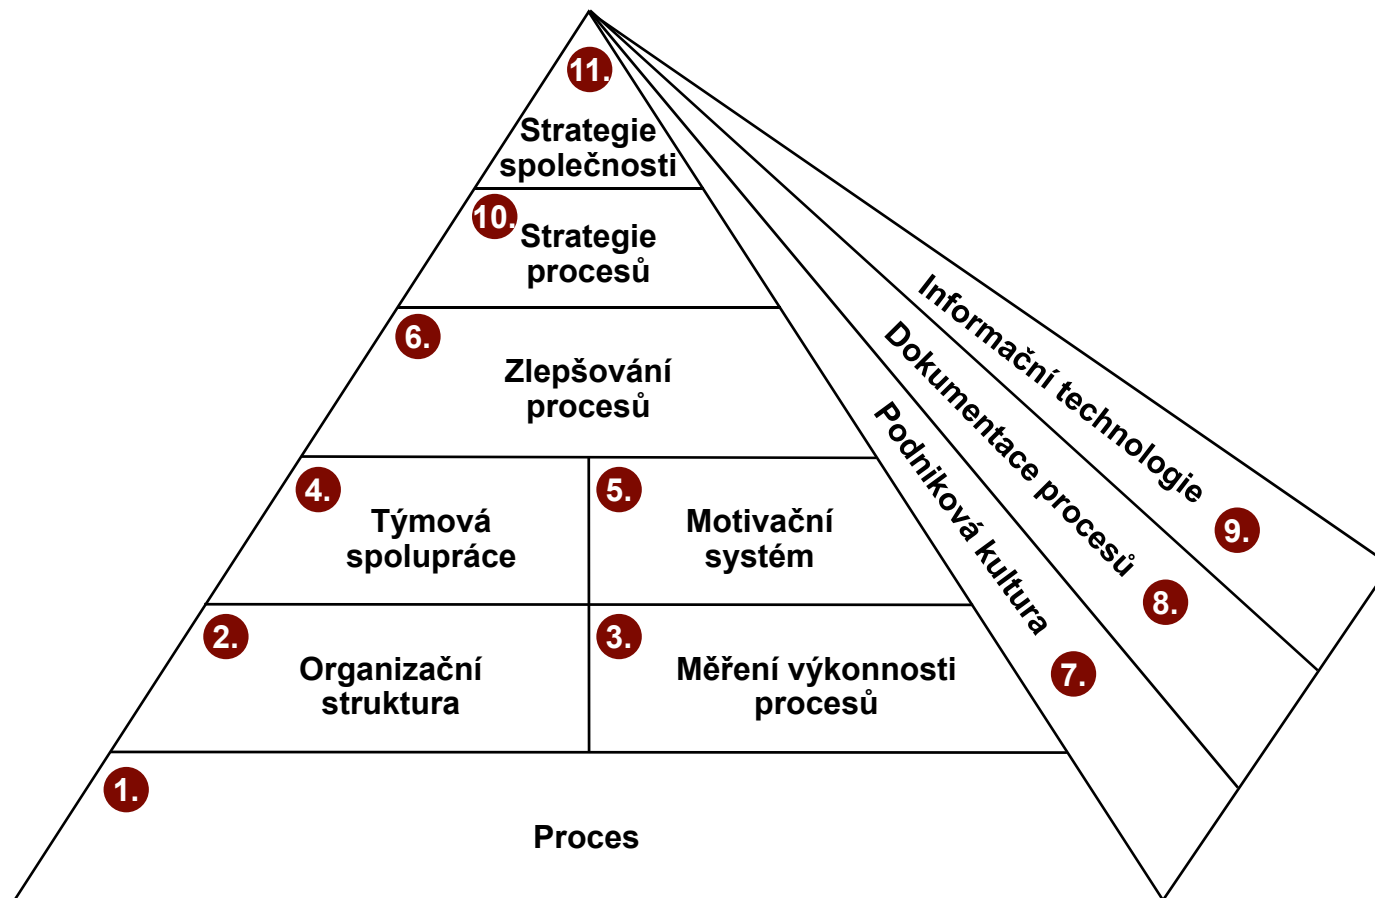 11.
Strategie
společnosti
10.
Strategie
procesů
6.
Zlepšování
procesů
4.
Týmová
spolupráce
5.
Motivační
systém
2.
Organizační
struktura
3.
Měření výkonnosti
procesů
1.
Proces
Podniková kultura
7.
Dokumentace procesů
8.
Informační technologie
9.